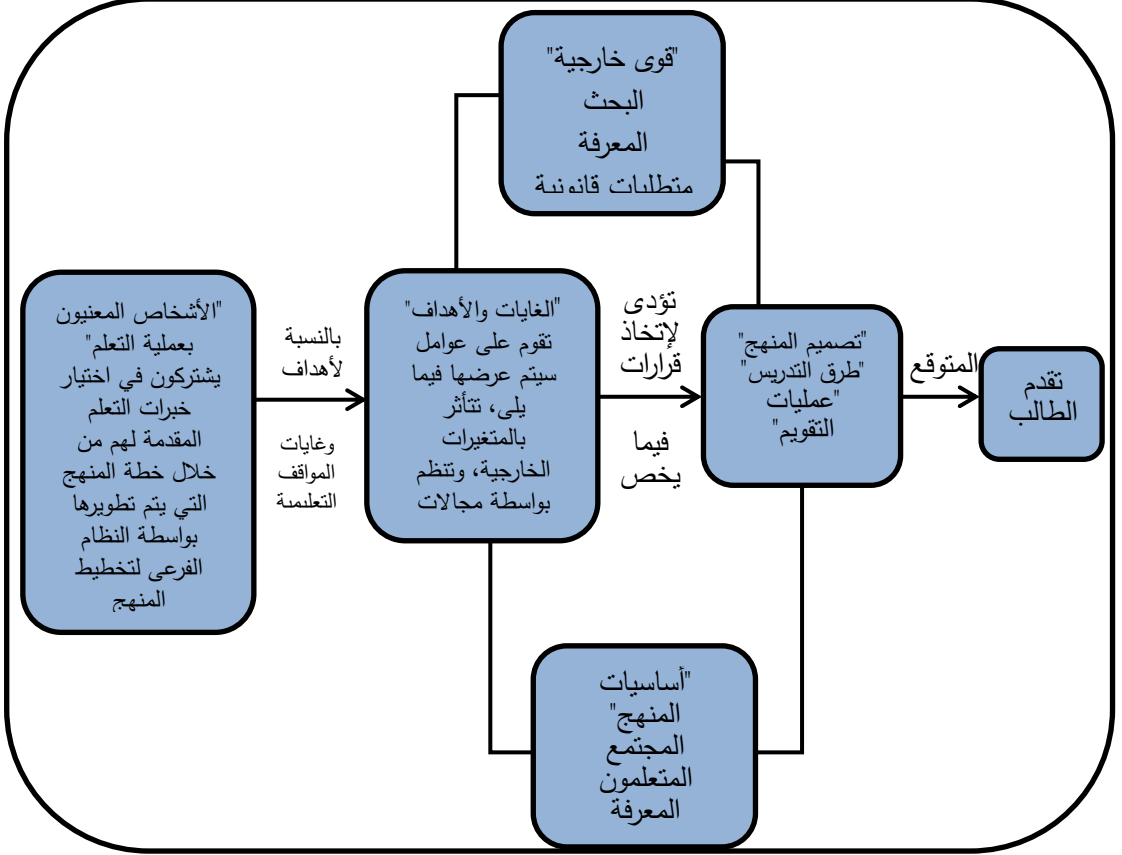 "قوى خارجية"
البحث
المعرفة
متطلبات قانونية
"الأشخاص المعنيون
بعملية التعلم"
يشتركون في اختيار
خبرات التعلم
المقدمة لهم من
خلال خطة المنهج
التي يتم تطويرها
بواسطة النظام
الفرعى لتخطيط
المنهج
بالنسبة
لأهداف
وغايات
المواقف
التعليمية
"الغايات والأهداف"
تقوم على عوامل
سيتم عرضها فيما
يلى، تتأثر
بالمتغيرات
الخارجية، وتنظم
بواسطة مجالات
تؤدى
لإتخاذ
قرارات
فيما
يخص
"تصميم المنهج"
"طرق التدريس"
"عمليات
التقويم"
المتوقع
تقدم
الطالب
"أساسيات
المنهج"
المجتمع
المتعلمون
المعرفة